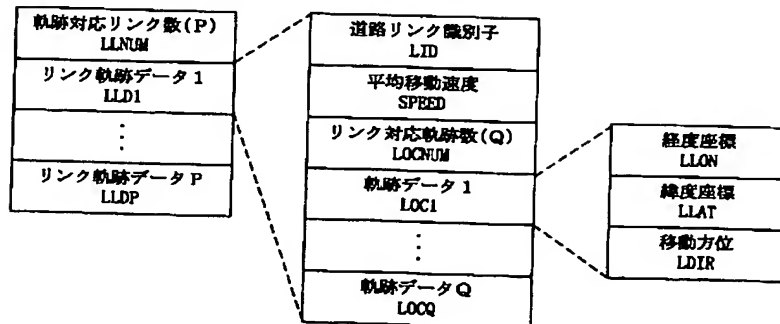 軌跡対応リンク数(P)
LLNUM
リンク軌跡データ1
LLD1
⋮
リンク軌跡データP
LLDP
道路リンク識別子
LID
平均移動速度
SPEED
リンク対応軌跡数(Q)
LOCNUM
軌跡データ1
LOC1
⋮
軌跡データQ
LOCQ
経度座標
LLON
緯度座標
LLAT
移動方位
LDIR